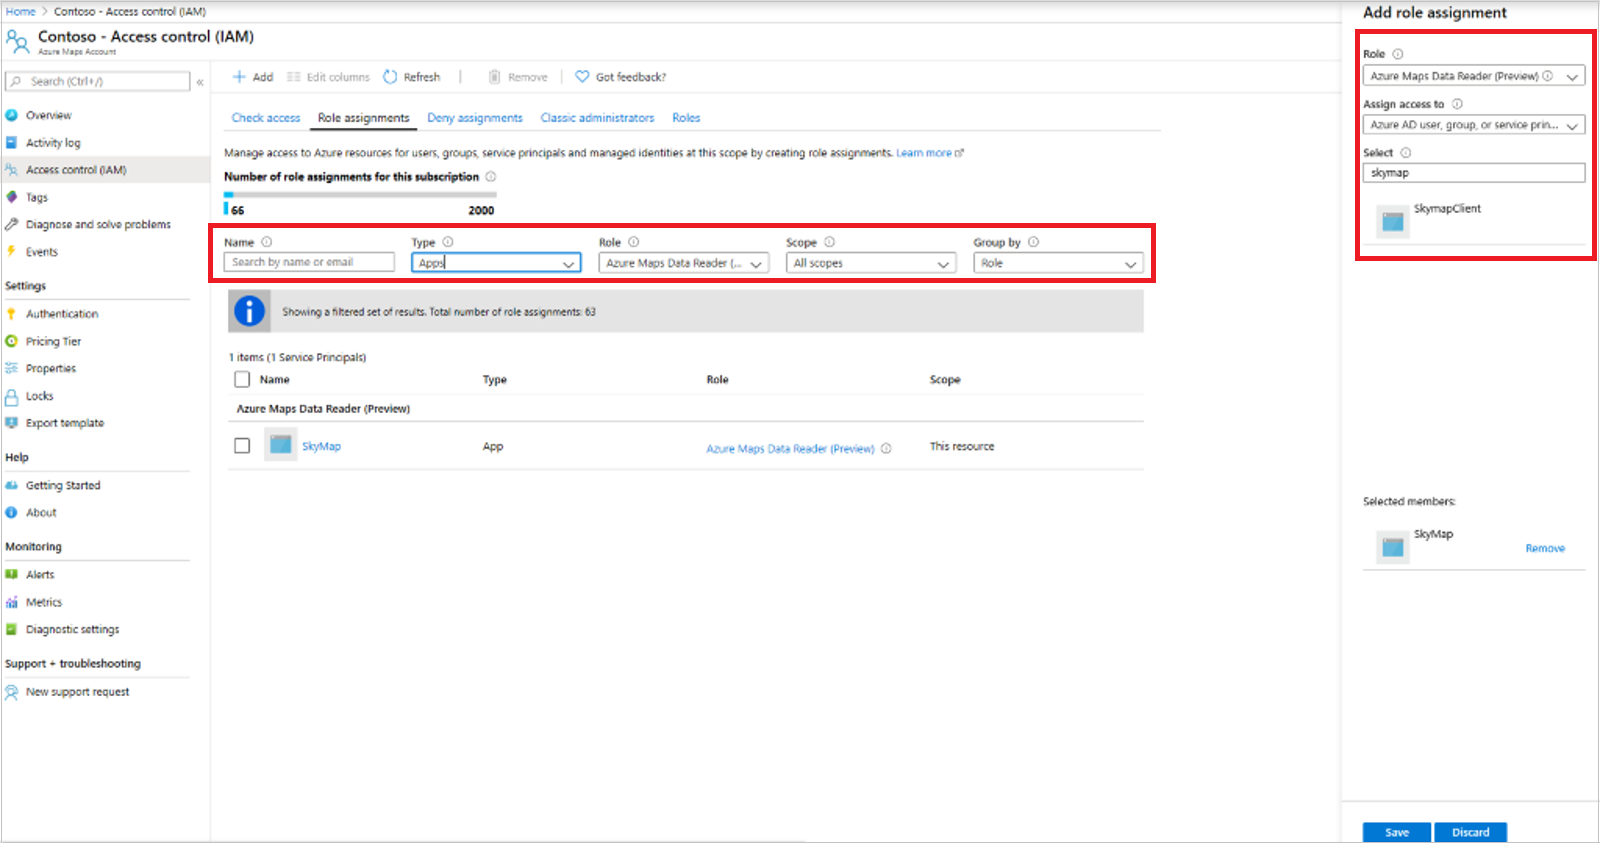 Home > Contoso - Access control (IAM)
Contoso - Access control (IAM)
Azure Maps Account
Search (Ctrl+/)
«
Overview
Activity log
Access control (IAM)
Tags
Diagnose and solve problems
Events
Settings
Authentication
Pricing Tier
Properties
Locks
Export template
Help
Getting Started
About
Monitoring
Alerts
Metrics
Diagnostic settings
Support + troubleshooting
New support request
Add Edit columns Refresh Remove Got feedback?
Check access Role assignments Deny assignments Classic administrators Roles
Manage access to Azure resources for users, groups, service principals and managed identities at this scope by creating role assignments. Learn more
Number of role assignments for this subscription
66 2000
Name Type Role Scope Group by
Search by name or email Apps Azure Maps Data Reader (... All scopes Role
Showing a filtered set of results. Total number of role assignments: 63
1 items (1 Service Principals)
Name Type Role Scope
Azure Maps Data Reader (Preview)
SkyMap App Azure Maps Data Reader (Preview) This resource
Add role assignment
Role
Azure Maps Data Reader (Preview)
Assign access to
Azure AD user, group, or service prin...
Select
skymap
SkymapClient
Selected members:
SkyMap
Remove
Save Discard